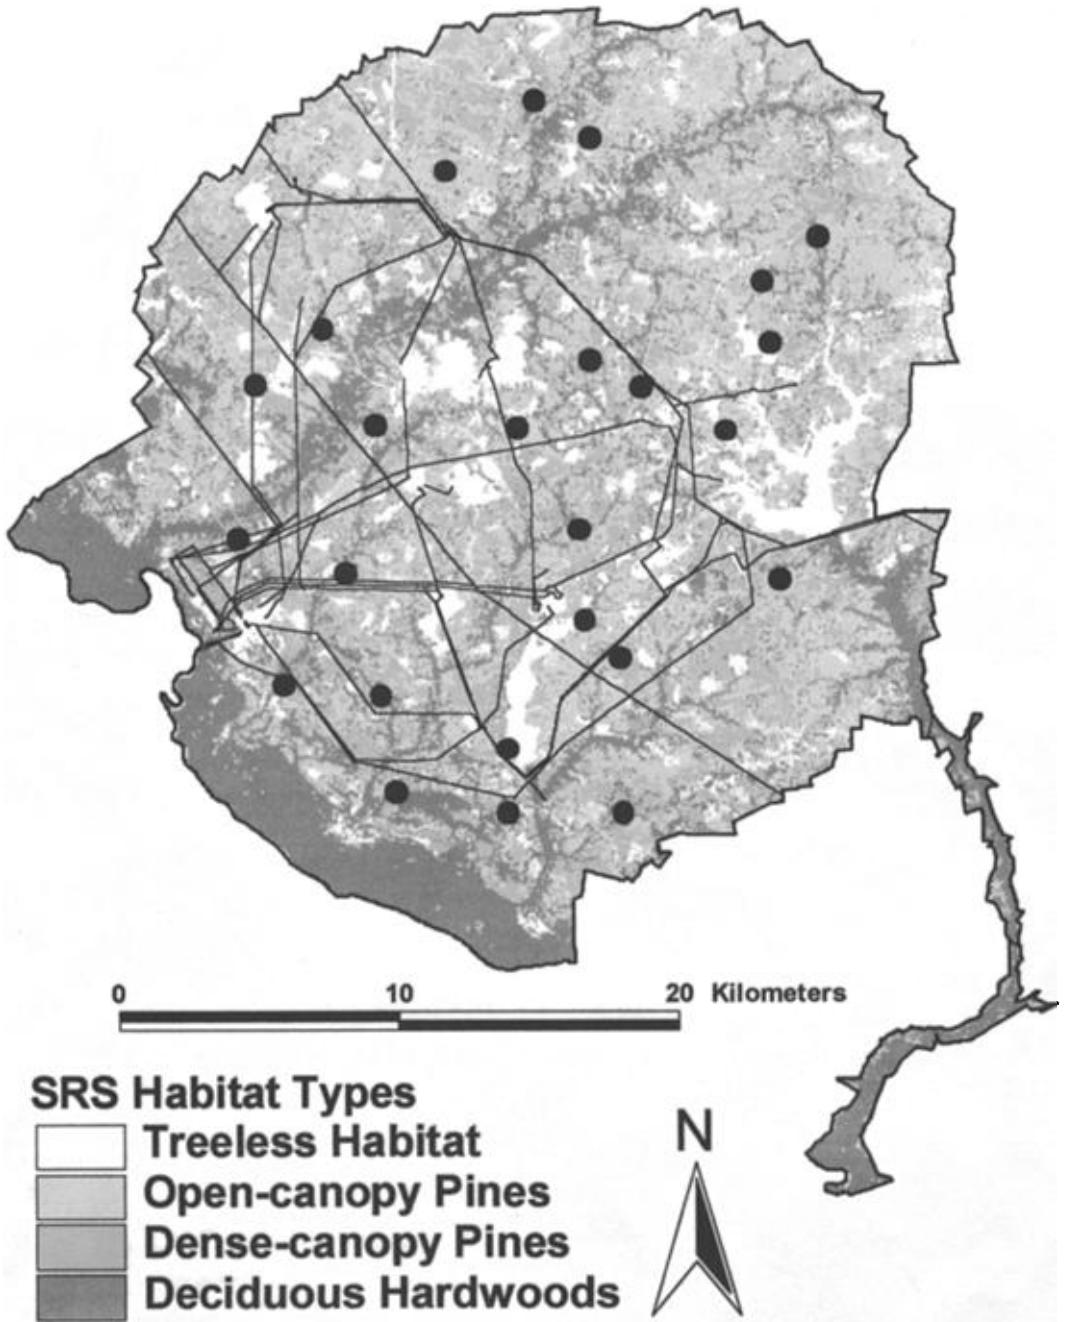 0 10 20 Kilometers
SRS Habitat Types
Treeless Habitat
N
Open-canopy Pines
Dense-canopy Pines
Deciduous Hardwoods